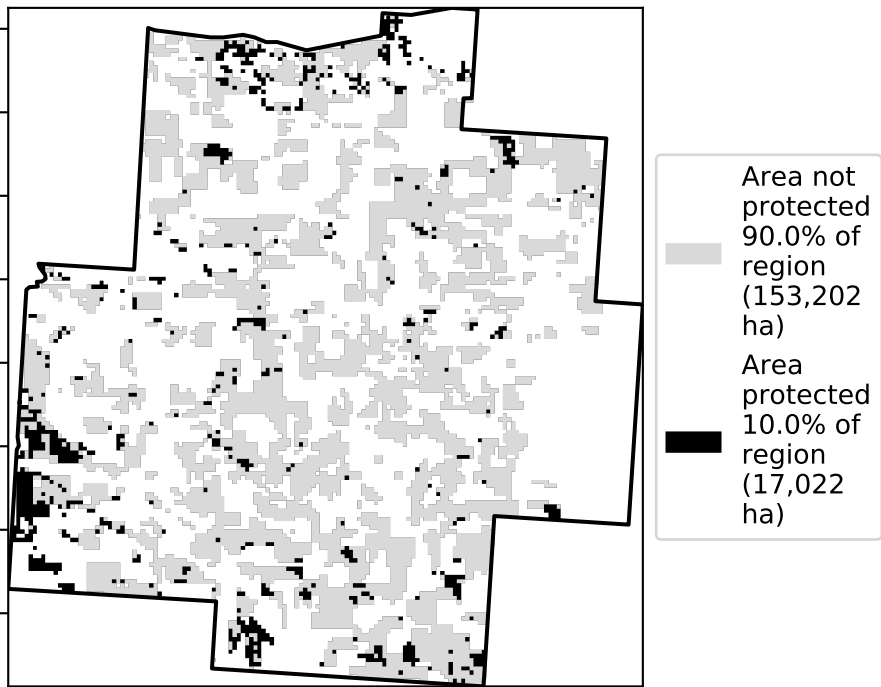 Area not
protected
90.0% of
region
(153,202
ha)
Area
protected
10.0% of
region
(17,022
ha)